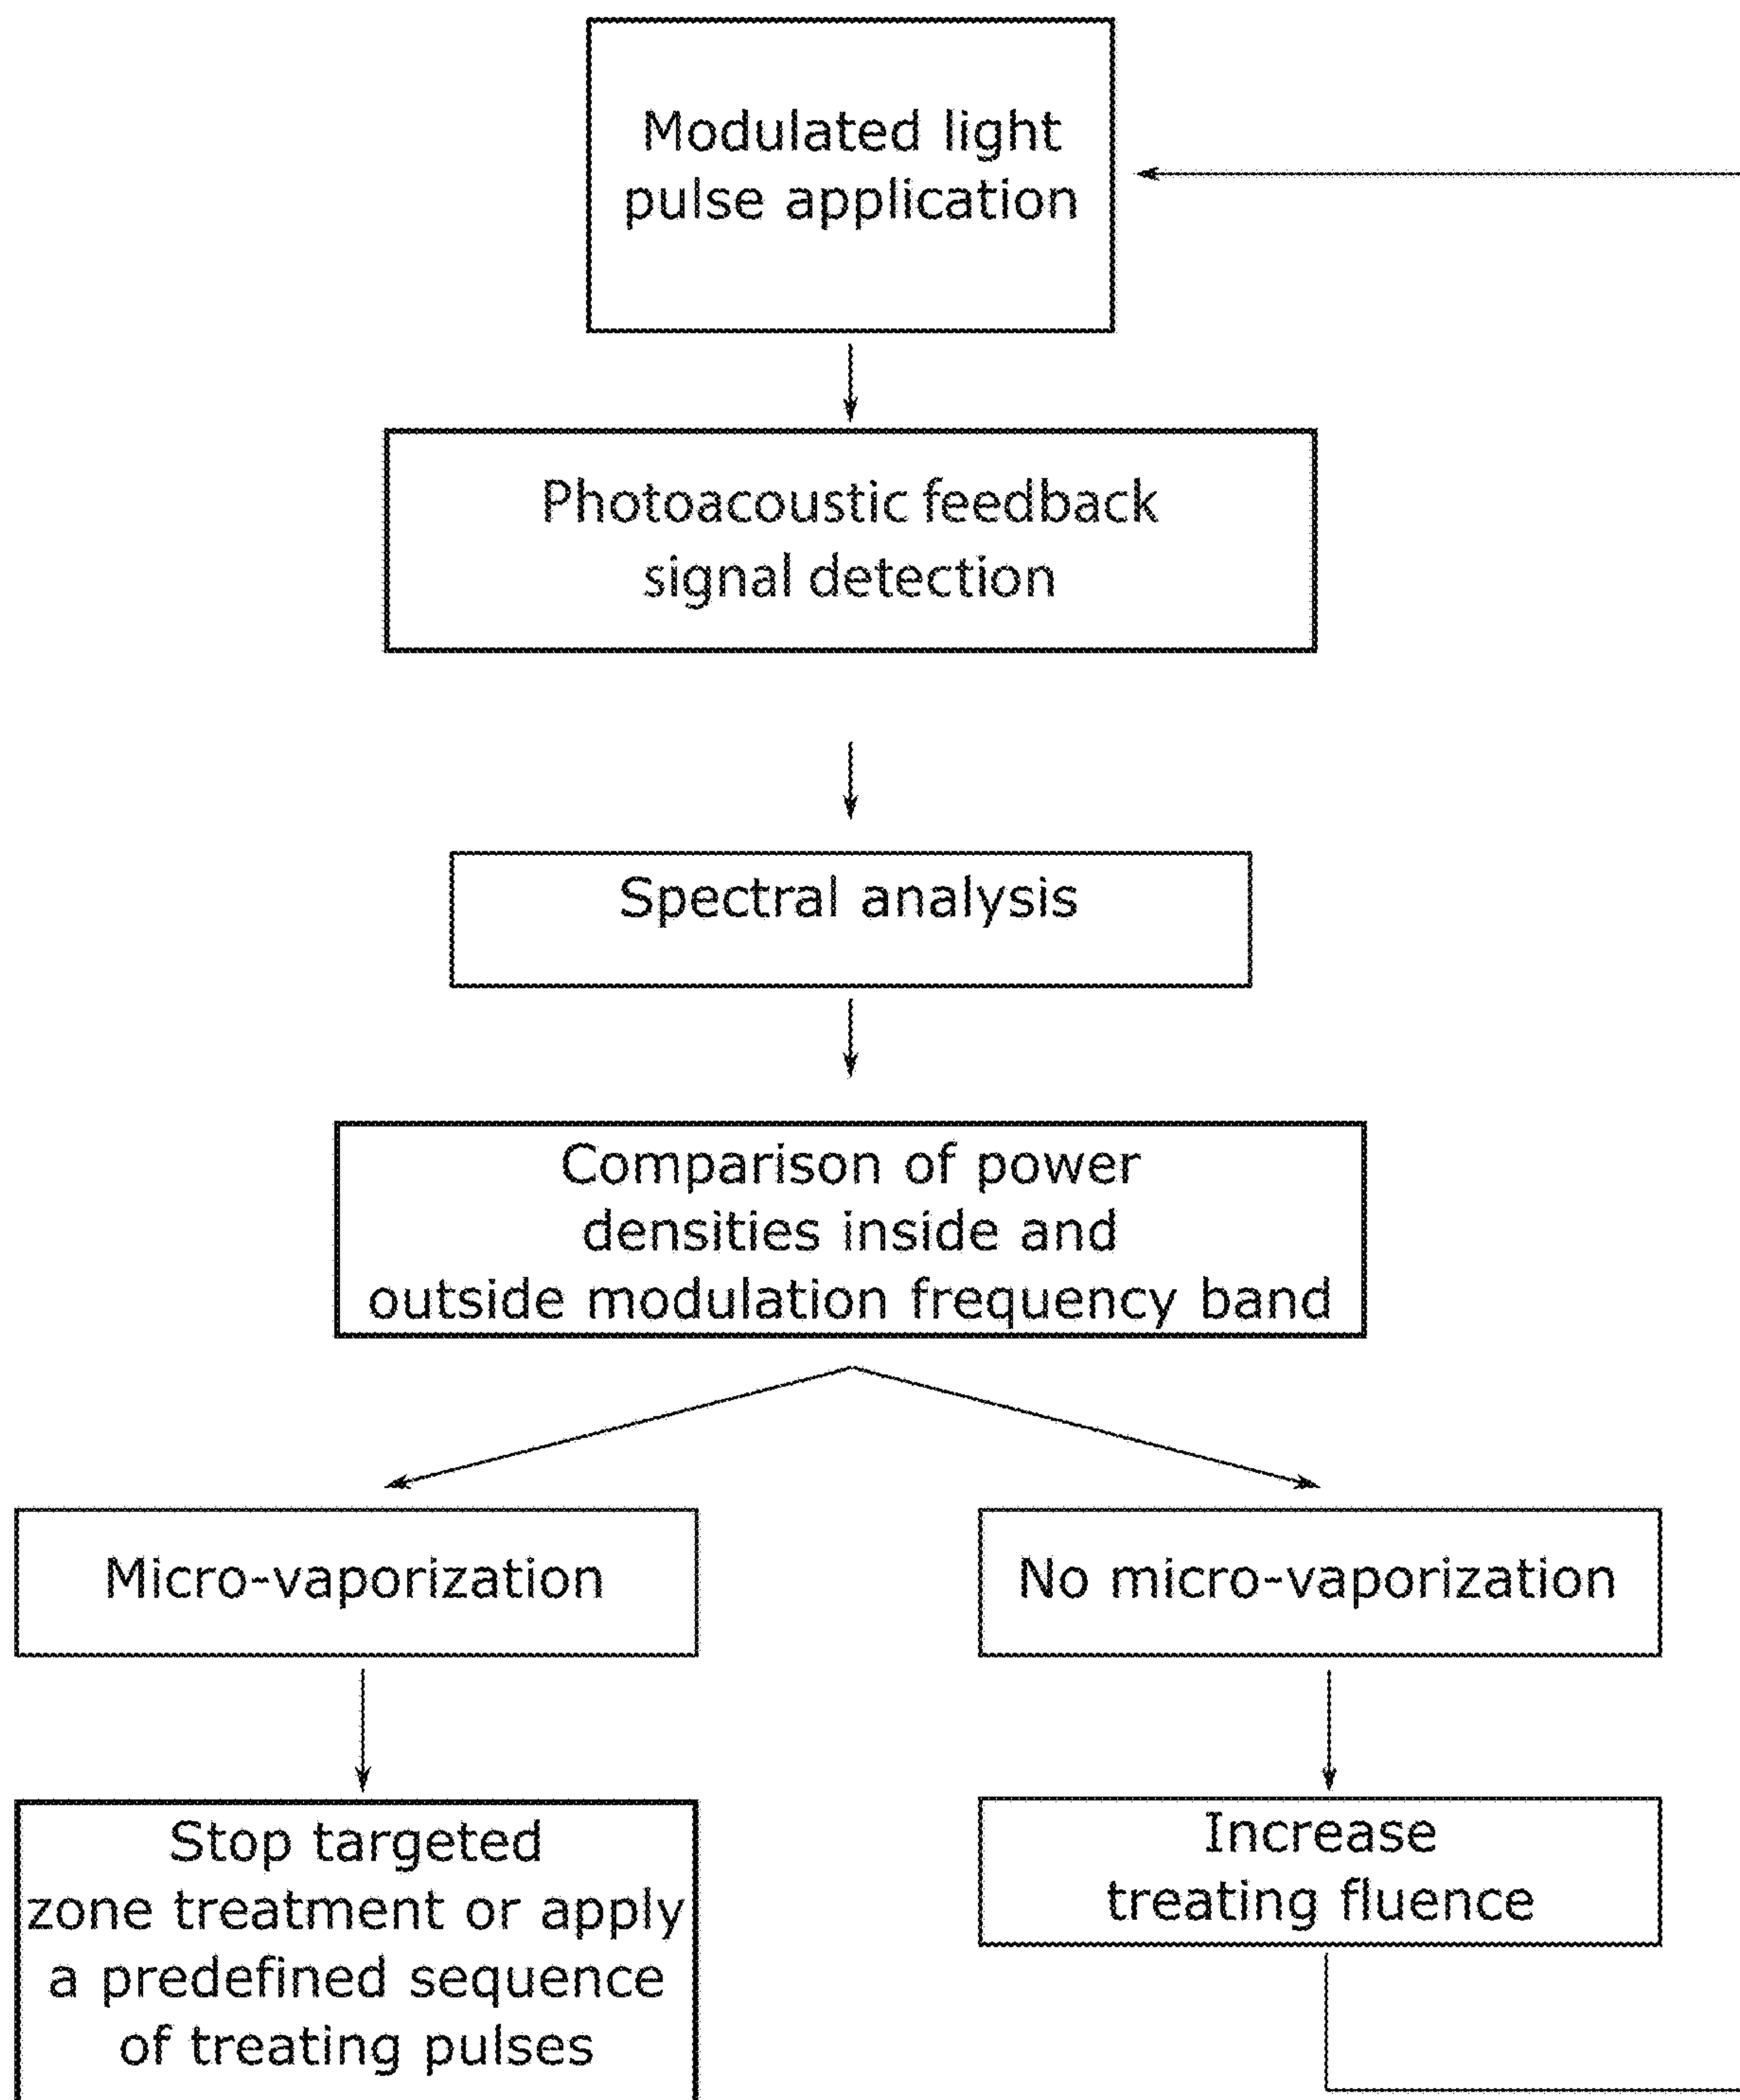 Modulated light
pulse application
Photoacoustic feedback
signal detection
Spectral analysis
Comparison of power
densities inside and
outside modulation frequency band
Micro-vaporization
No micro-vaporization
Stop targeted
zone treatment or apply
a predefined sequence
of treating pulses
Increase
treating fluence